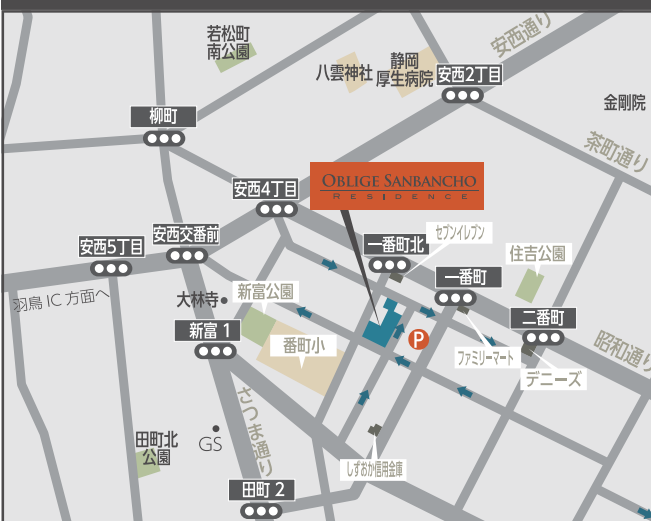 若松町
南公園
安西通り
八雲神社
静岡
厚生病院
安西2丁目
金剛院
柳町
茶町通り
OBLIGE SANBANCHO
RESIDENCE
安西4丁目
セブンイレブン
安西5丁目
安西交番前
一番町北
住吉公園
一番町
羽鳥IC方面へ
大林寺
新富公園
新富1
二番町
昭和通り
P
番町小
ファミリーマート
デニーズ
さつま通り
田町北
公園
GS
しずおか信用金庫
田町2